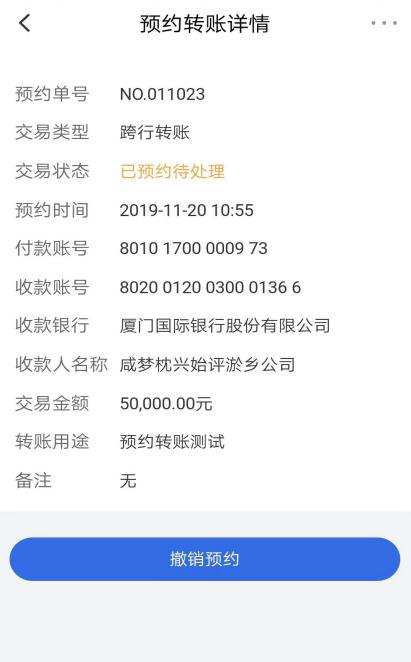 预约转账详情
预约单号 NO.011023
交易类型 跨行转账
交易状态 已预约待处理
预约时间 2019-11-20 10:55
付款账号 8010 1700 0009 73
收款账号 8020 0120 0300 0136 6
收款银行 厦门国际银行股份有限公司
收款人名称 咸梦枕兴始评淤乡公司
交易金额 50,000.00元
转账用途 预约转账测试
备注 无
撤销预约